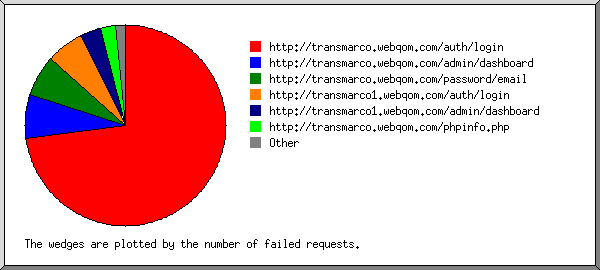 http://transmarco.webqom.com/auth/login
http://transmarco.webqom.com/admin/dashboard
http://transmarco.webqom.com/password/email
http://transmarco1.webqom.com/auth/login
http://transmarco1.webqom.com/admin/dashboard
http://transmarco.webqom.com/phpinfo.php
Other
The wedges are plotted by the number of failed requests.